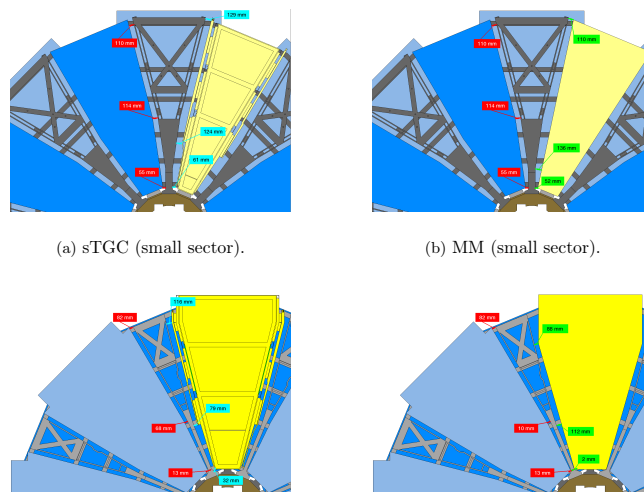 129 mm
110 mm
114 mm
124 mm
61 mm
55 mm
110 mm
110 mm
114 mm
136 mm
55 mm
52 mm
(a) sTGC (small sector).
(b) MM (small sector).
116 mm
92 mm
79 mm
68 mm
13 mm
32 mm
82 mm
98 mm
10 mm
112 mm
2 mm
13 mm